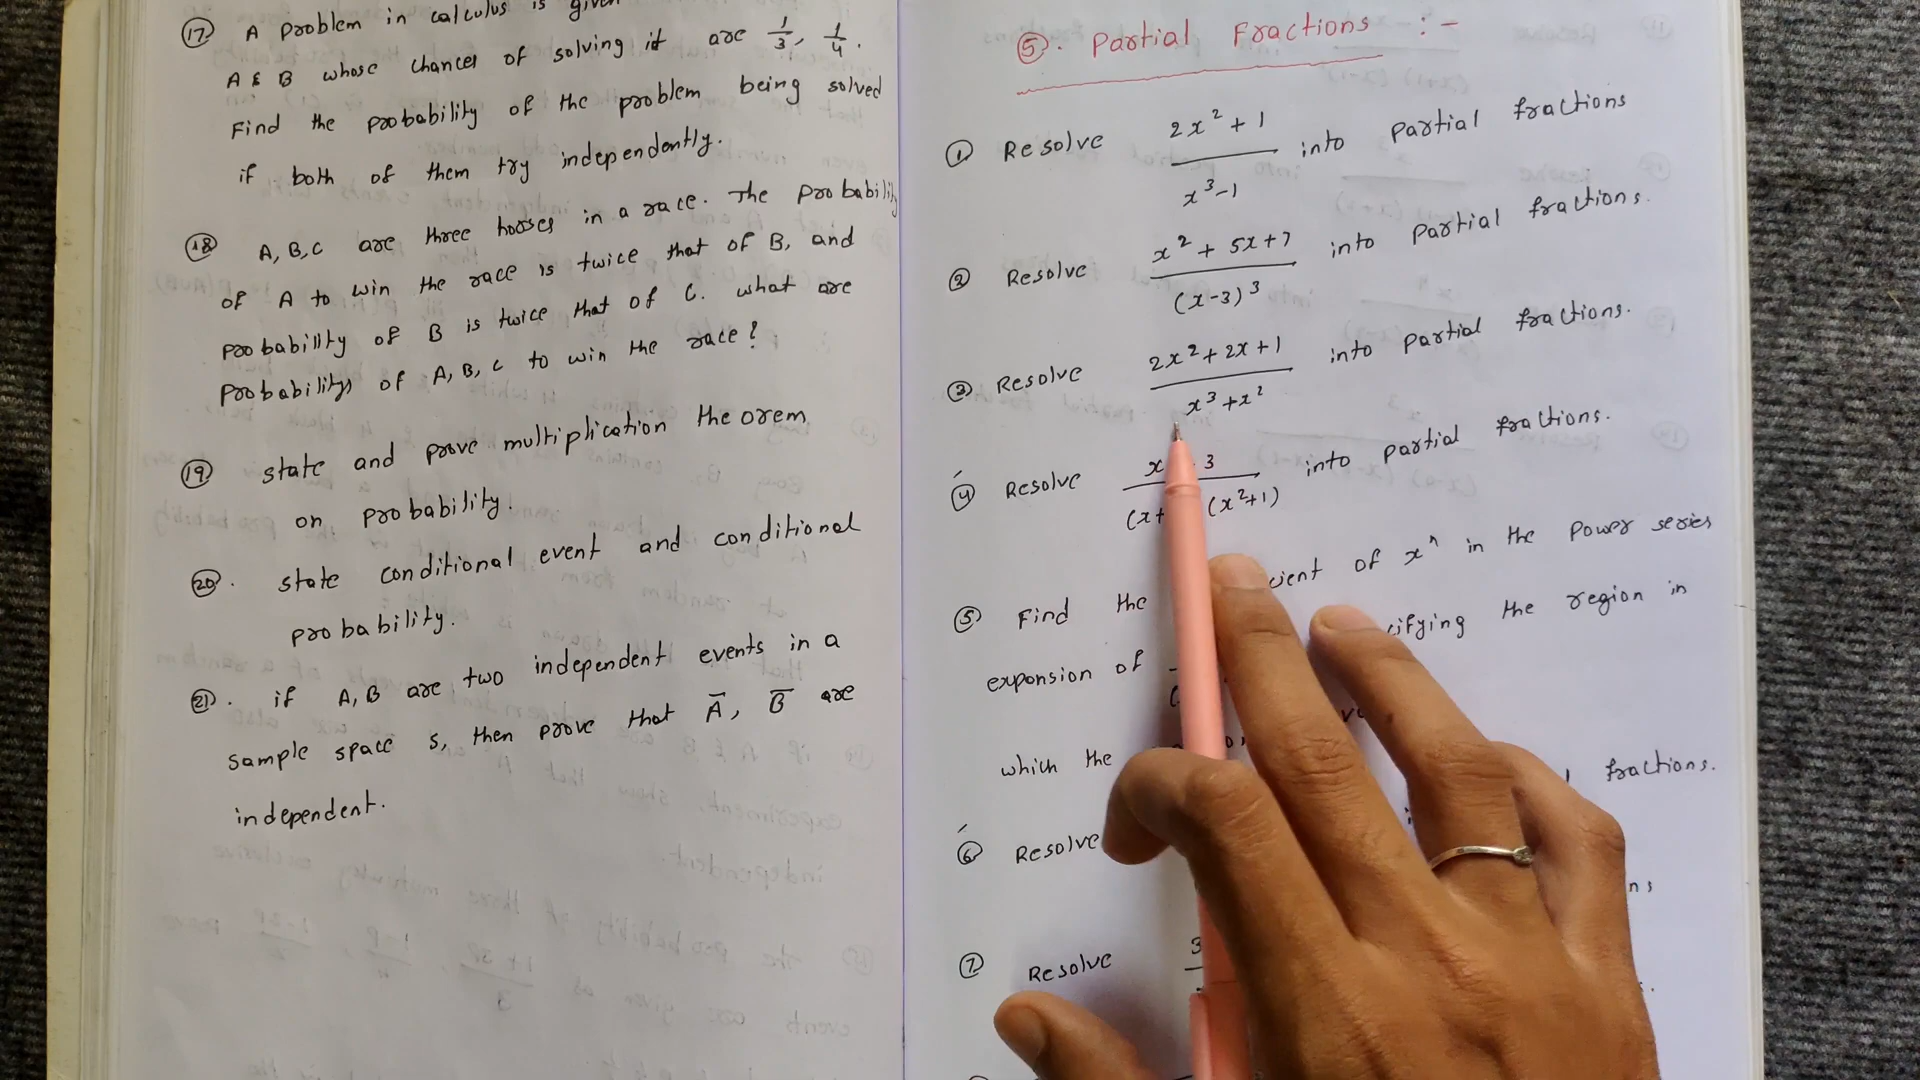 17 A problem in calculus is given
A & B whose chances of solving it are 1/3, 1/4.
Find the probability of the problem being solved
if both of them try independently.
18 A,B,C are three horses in a race. The probability
of A to win the race is twice that of B, and
probability of B is twice that of C. what are
probabilitys of A, B, C to win the race?
19 state and prove multiplication theorem
on probability.
20. state conditional event and conditional
probability.
21. if A, B are two independent events in a
sample space s, then prove that A̅, B̅ are
independent.
5. Partial Fractions :-
1 Resolve (2x²+1)/(x³-1) into partial fractions
2 Resolve (x²+5x+7)/(x-3)³ into partial fractions.
3 Resolve (2x²+2x+1)/(x³+x²) into partial fractions.
4 Resolve x 3 (x+ (x²+1) into partial fractions.
5 Find the of xⁿ in the power series
expansion of the region in
which the
6 Resolve fractions.
7 Resolve 3